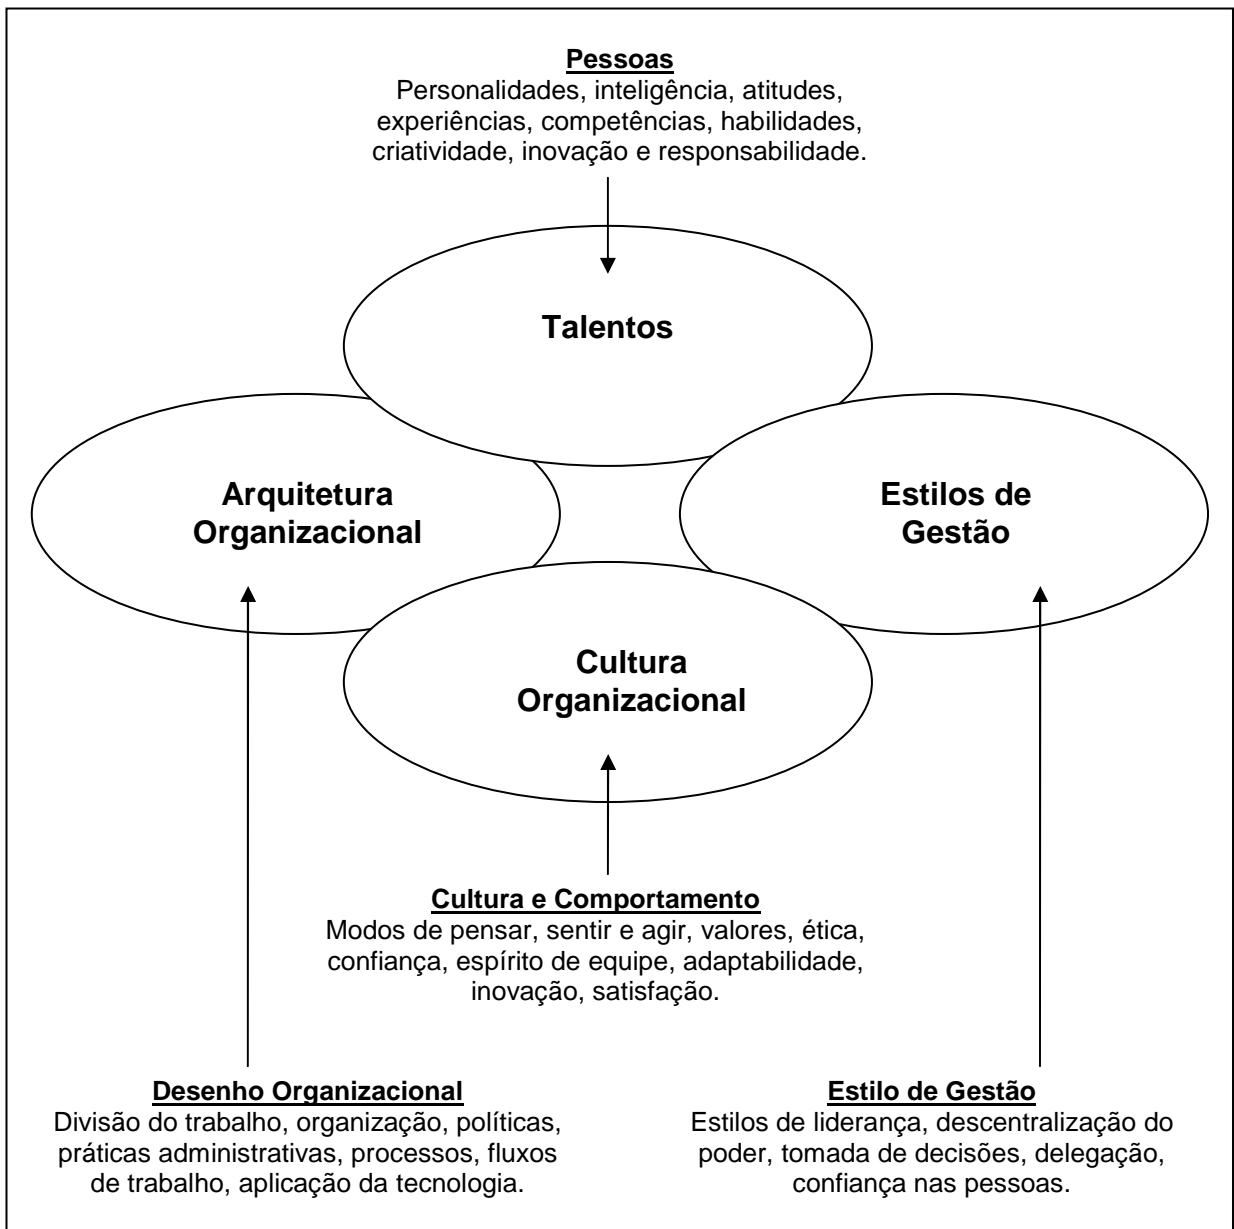 Pessoas
Personalidades, inteligência, atitudes,
experiências, competências, habilidades,
criatividade, inovação e responsabilidade.
Talentos
Arquitetura
Organizacional
Estilos de
Gestão
Cultura
Organizacional
Cultura e Comportamento
Modos de pensar, sentir e agir, valores, ética,
confiança, espírito de equipe, adaptabilidade,
inovação, satisfação.
Desenho Organizacional
Divisão do trabalho, organização, políticas,
práticas administrativas, processos, fluxos
de trabalho, aplicação da tecnologia.
Estilo de Gestão
Estilos de liderança, descentralização do
poder, tomada de decisões, delegação,
confiança nas pessoas.